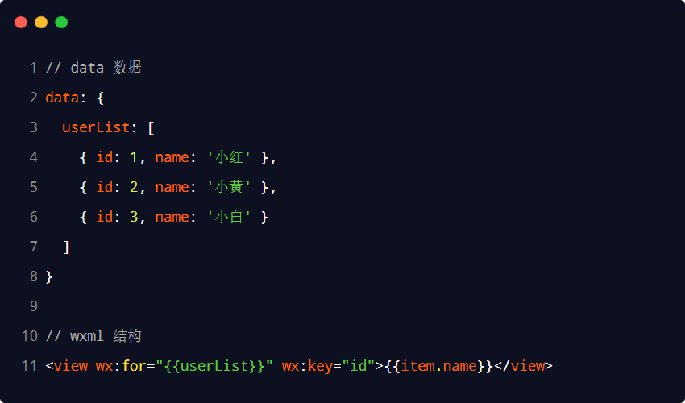 1 // data 数据
2 data: {
3   userList: [
4     { id: 1, name: '小红' },
5     { id: 2, name: '小黄' },
6     { id: 3, name: '小白' }
7   ]
8 }
9
10 // wxml 结构
11 <view wx:for="{{userList}}" wx:key="id">{{item.name}}</view>